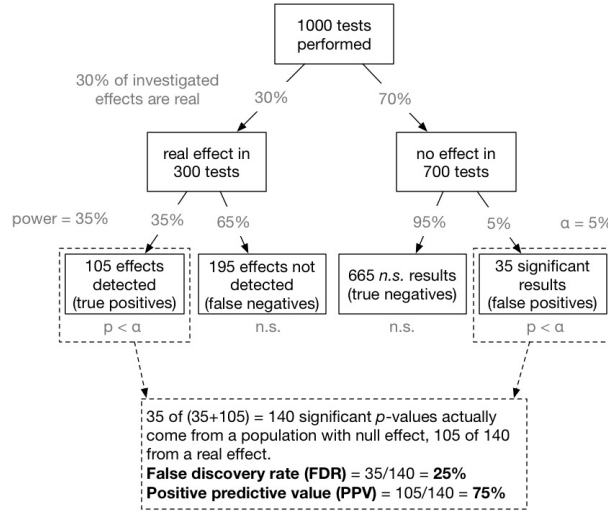 1000 tests
performed
30% of investigated
effects are real
30%
70%
real effect in
300 tests
no effect in
700 tests
power = 35%
35%
65%
95%
5%
α = 5%
105 effects
detected
(true positives)
195 effects not
detected
(false negatives)
665 n.s. results
(true negatives)
35 significant
results
(false positives)
p < α
n.s.
n.s.
p < α
35 of (35+105) = 140 significant p-values actually
come from a population with null effect, 105 of 140
from a real effect.
False discovery rate (FDR) = 35/140 = 25%
Positive predictive value (PPV) = 105/140 = 75%